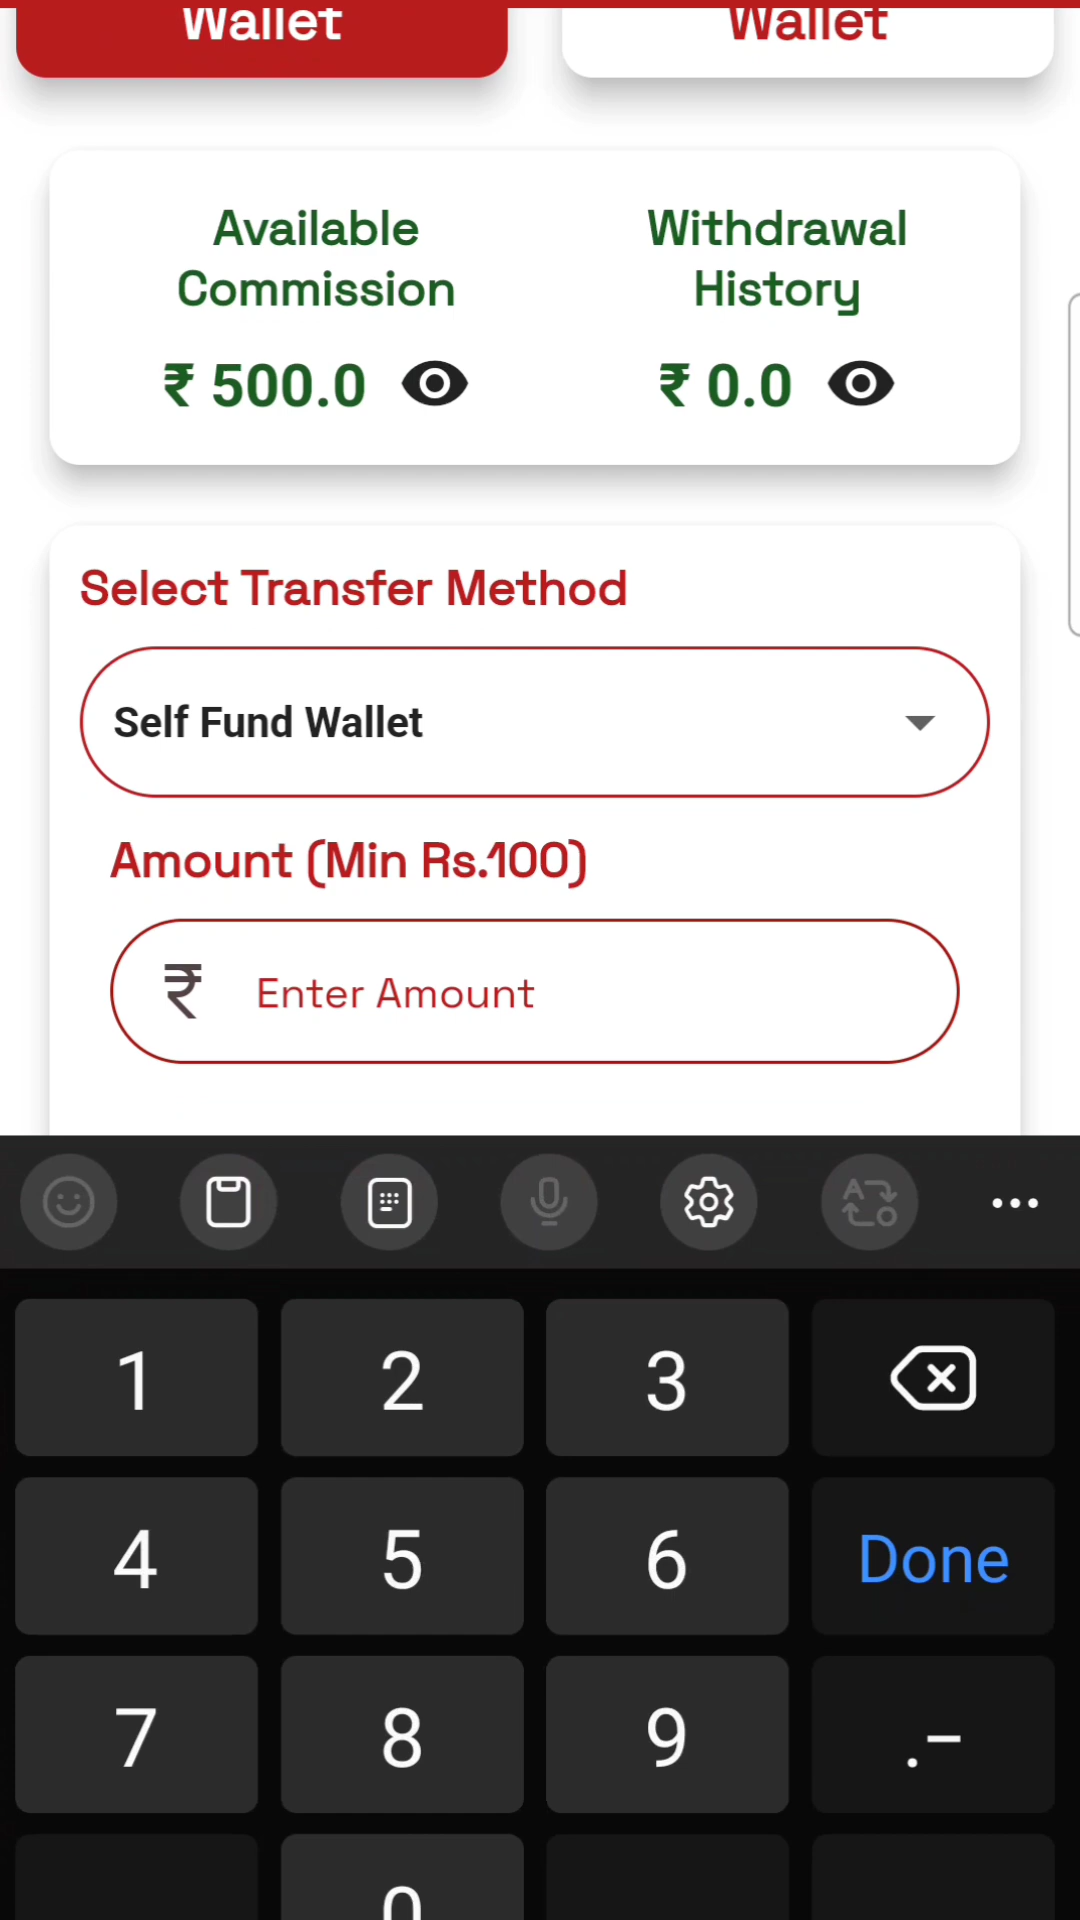 Wallet
Wallet
Available
Commission
Withdrawal
History
₹ 500.0
₹ 0.0
Select Transfer Method
Self Fund Wallet
Amount (Min Rs.100)
₹ Enter Amount
1 2 3
4 5 6 Done
7 8 9 .-
0